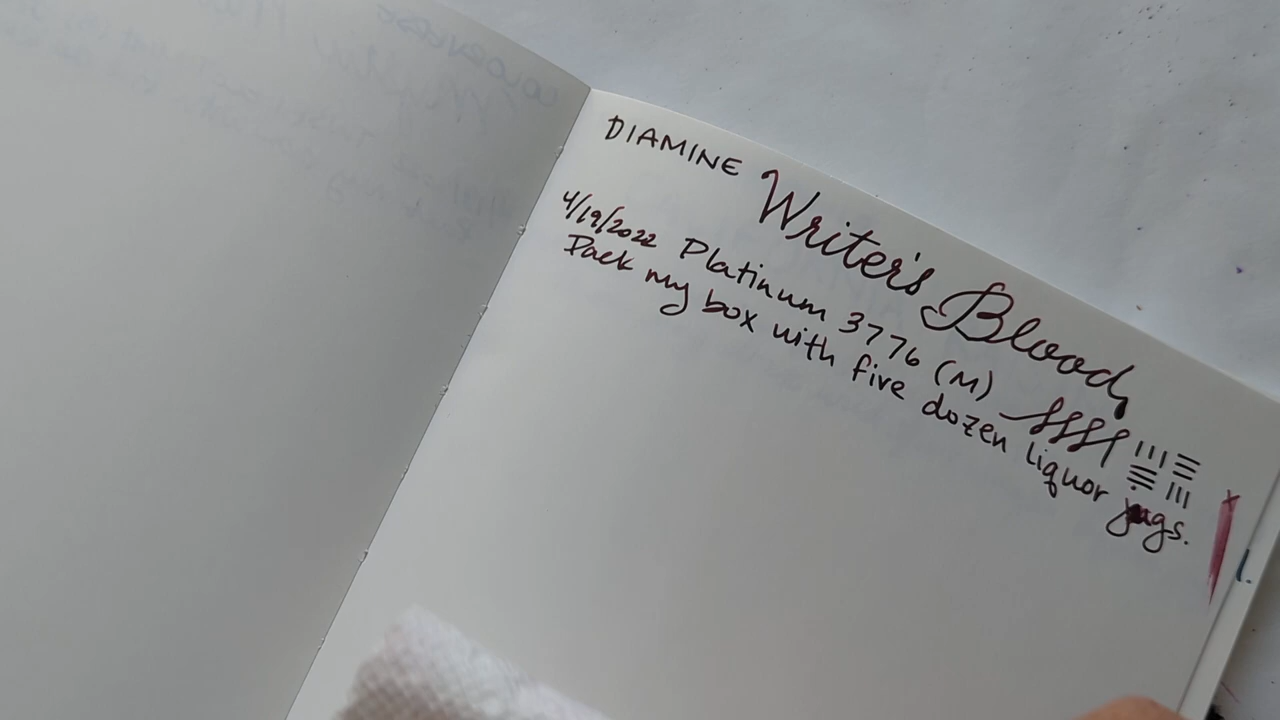 DIAMINE Writer's Blood
4/19/2022 Platinum 3776 (M)
Pack my box with five dozen liquor jugs.